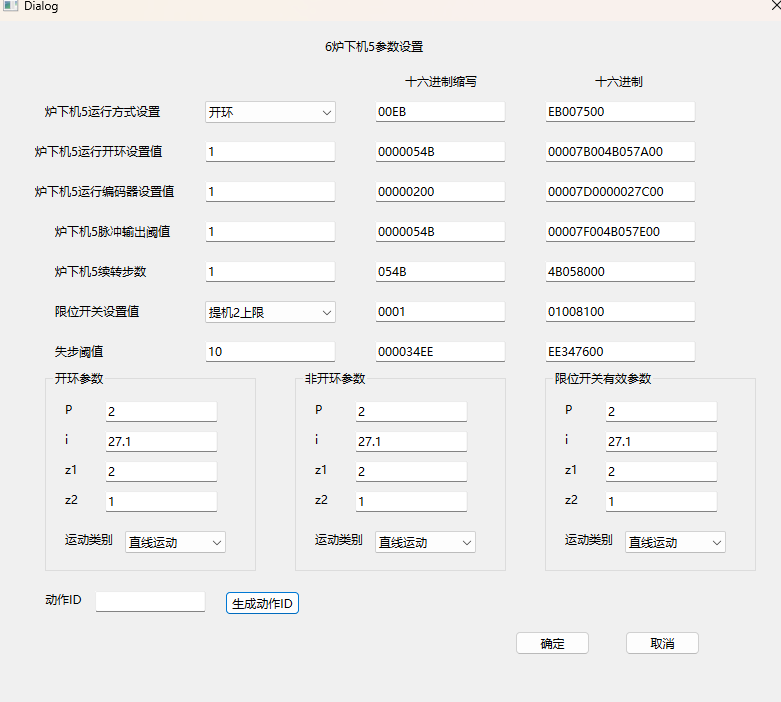 Dialog
6炉下机5参数设置
十六进制缩写 十六进制
炉下机5运行方式设置 开环 00EB EB007500
炉下机5运行开环设置值 1 0000054B 00007B004B057A00
炉下机5运行编码器设置值 1 00000200 00007D0000027C00
炉下机5脉冲输出阈值 1 0000054B 00007F004B057E00
炉下机5续转步数 1 054B 4B058000
限位开关设置值 提机2上限 0001 01008100
失步阈值 10 000034EE EE347600
开环参数 非开环参数 限位开关有效参数
P 2 P 2 P 2
i 27.1 i 27.1 i 27.1
z1 2 z1 2 z1 2
z2 1 z2 1 z2 1
运动类别 直线运动 运动类别 直线运动 运动类别 直线运动
动作ID 生成动作ID
确定 取消